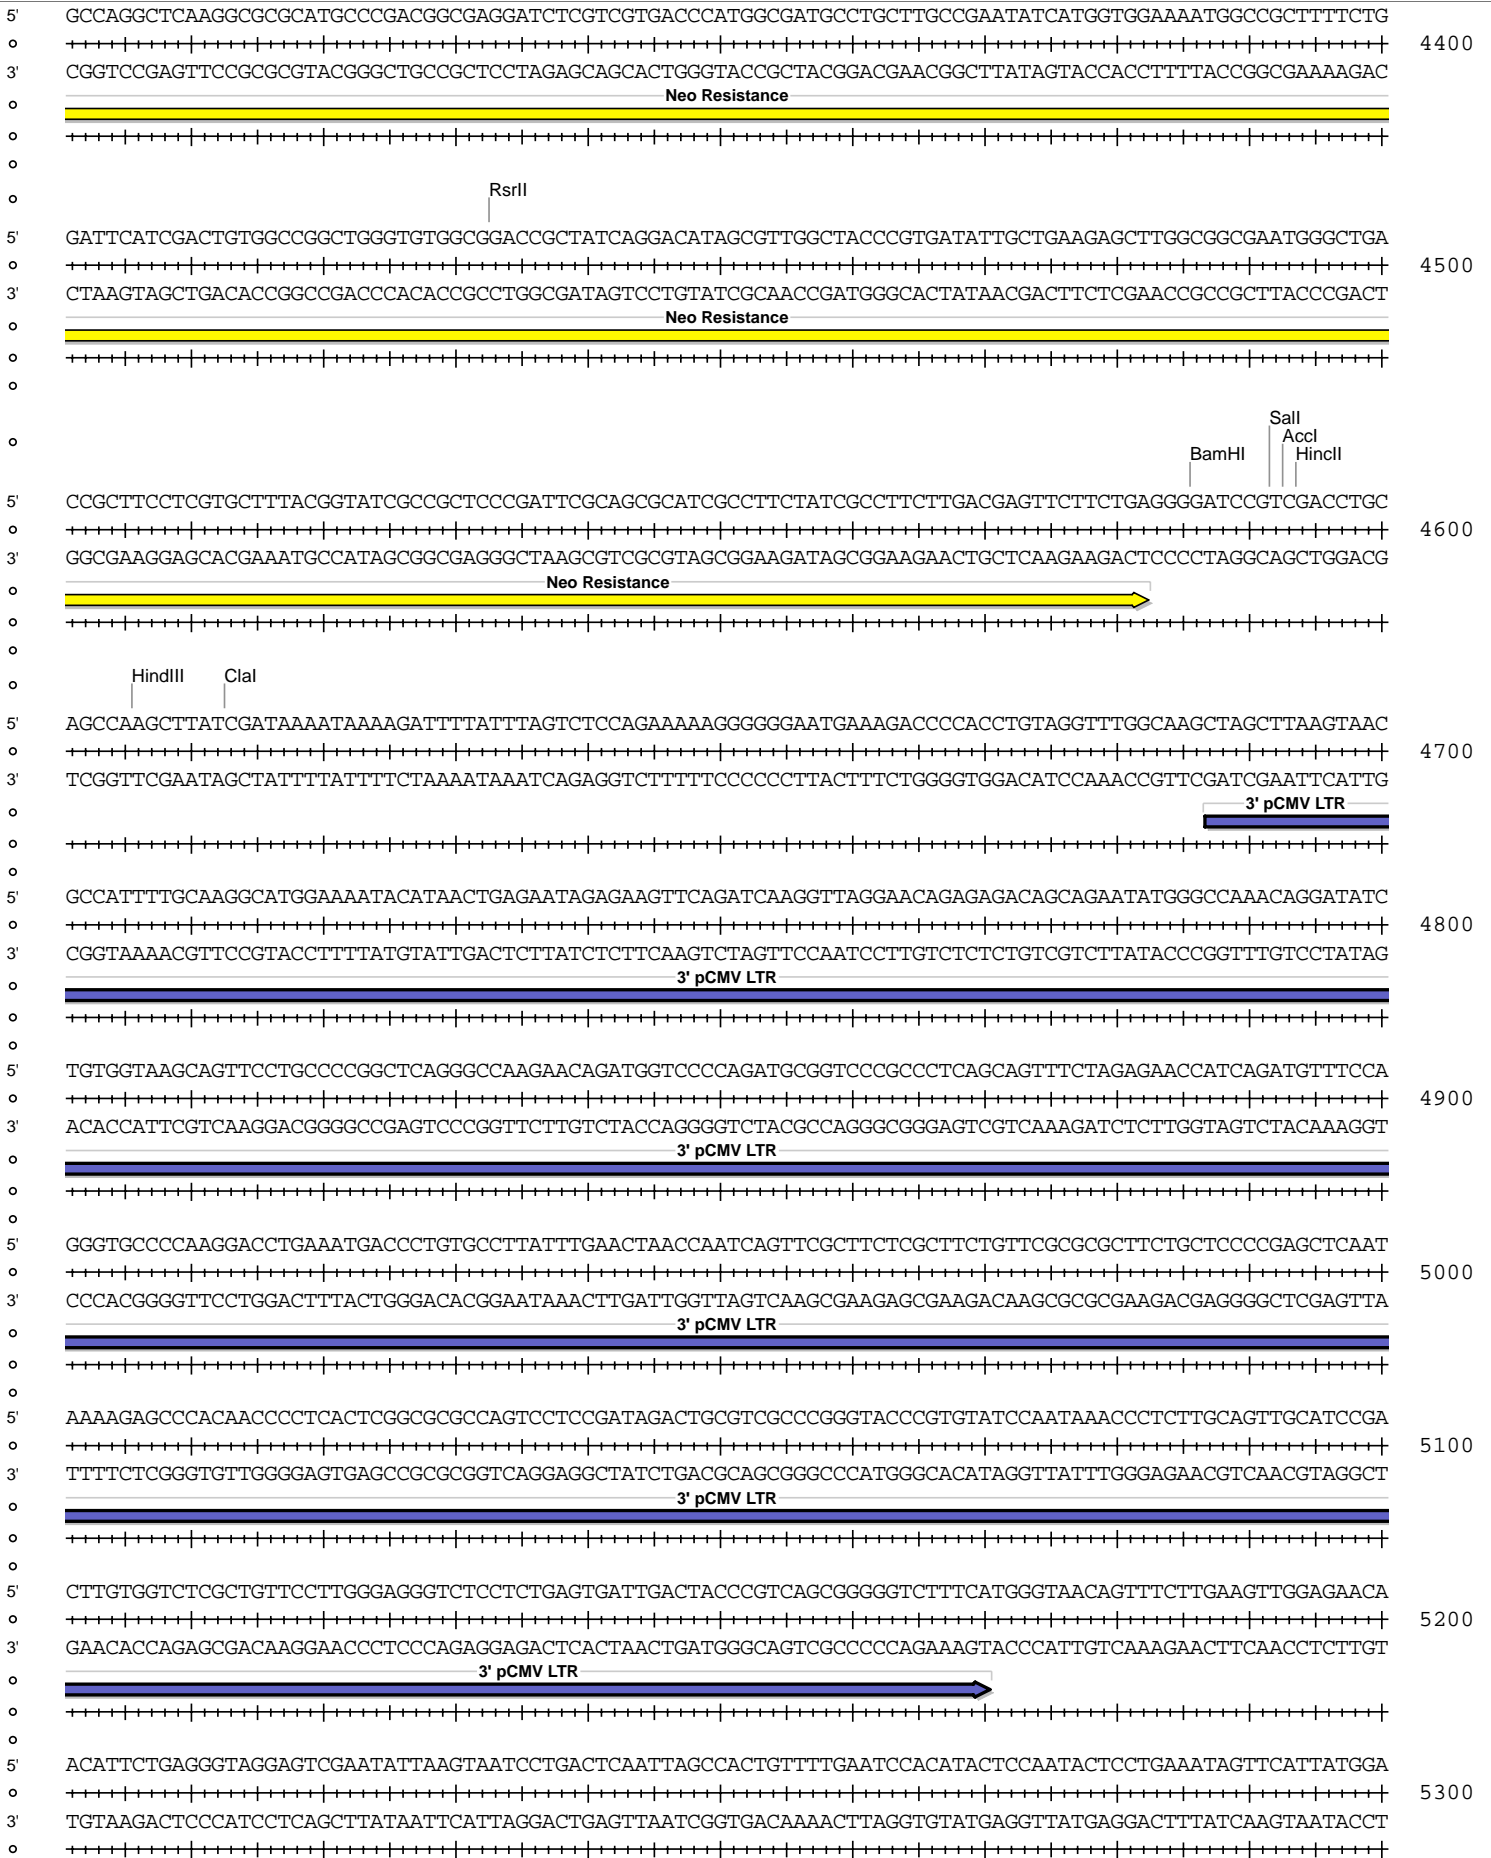 5' GCCAGGCTCAAGGCGCGCATGCCCGACGGCGAGGATCTCGTCGTGACCCATGGCGATGCCTGCTTGCCGAATATCATGGTGGAAAATGGCCGCTTTTCTG
4400
3' CGGTCCGAGTTCCGCGCGTACGGGCTGCCGCTCCTAGAGCAGCACTGGGTACCGCTACGGACGAACGGCTTATAGTACCACCTTTTACCGGCGAAAAGAC
Neo Resistance
RsrII
5' GATTCATCGACTGTGGCCGGCTGGGTGTGGCGGACCGCTATCAGGACATAGCGTTGGCTACCCGTGATATTGCTGAAGAGCTTGGCGGCGAATGGGCTGA
4500
3' CTAAGTAGCTGACACCGGCCGACCCACACCGCCTGGCGATAGTCCTGTATCGCAACCGATGGGCACTATAACGACTTCTCGAACCGCCGCTTACCCGACT
Neo Resistance
SalI
AccI
BamHI HincII
5' CCGCTTCCTCGTGCTTTACGGTATCGCCGCTCCCGATTCGCAGCGCATCGCCTTCTATCGCCTTCTTGACGAGTTCTTCTGAGGGGATCCGTCGACCTGC
4600
3' GGCGAAGGAGCACGAAATGCCATAGCGGCGAGGGCTAAGCGTCGCGTAGCGGAAGATAGCGGAAGAACTGCTCAAGAAGACTCCCCTAGGCAGCTGGACG
Neo Resistance
HindIII ClaI
5' AGCCAAGCTTATCGATAAAATAAAAGATTTTATTTAGTCTCCAGAAAAAGGGGGGAATGAAAGACCCCACCTGTAGGTTTGGCAAGCTAGCTTAAGTAAC
4700
3' TCGGTTCGAATAGCTATTTTATTTTCTAAAATAAATCAGAGGTCTTTTTCCCCCCTTACTTTCTGGGGTGGACATCCAAACCGTTCGATCGAATTCATTG
3' pCMV LTR
5' GCCATTTTGCAAGGCATGGAAAATACATAACTGAGAATAGAGAAGTTCAGATCAAGGTTAGGAACAGAGAGACAGCAGAATATGGGCCAAACAGGATATC
4800
3' CGGTAAAACGTTCCGTACCTTTTATGTATTGACTCTTATCTCTTCAAGTCTAGTTCCAATCCTTGTCTCTCTGTCGTCTTATACCCGGTTTGTCCTATAG
3' pCMV LTR
5' TGTGGTAAGCAGTTCCTGCCCCGGCTCAGGGCCAAGAACAGATGGTCCCCAGATGCGGTCCCGCCCTCAGCAGTTTCTAGAGAACCATCAGATGTTTCCA
4900
3' ACACCATTCGTCAAGGACGGGGCCGAGTCCCGGTTCTTGTCTACCAGGGGTCTACGCCAGGGCGGGAGTCGTCAAAGATCTCTTGGTAGTCTACAAAGGT
3' pCMV LTR
5' GGGTGCCCCAAGGACCTGAAATGACCCTGTGCCTTATTTGAACTAACCAATCAGTTCGCTTCTCGCTTCTGTTCGCGCGCTTCTGCTCCCCGAGCTCAAT
5000
3' CCCACGGGGTTCCTGGACTTTACTGGGACACGGAATAAACTTGATTGGTTAGTCAAGCGAAGAGCGAAGACAAGCGCGCGAAGACGAGGGGCTCGAGTTA
3' pCMV LTR
5' AAAAGAGCCCACAACCCCTCACTCGGCGCGCCAGTCCTCCGATAGACTGCGTCGCCCGGGTACCCGTGTATCCAATAAACCCTCTTGCAGTTGCATCCGA
5100
3' TTTTCTCGGGTGTTGGGGAGTGAGCCGCGCGGTCAGGAGGCTATCTGACGCAGCGGGCCCATGGGCACATAGGTTATTTGGGAGAACGTCAACGTAGGCT
3' pCMV LTR
5' CTTGTGGTCTCGCTGTTCCTTGGGAGGGTCTCCTCTGAGTGATTGACTACCCGTCAGCGGGGGTCTTTCATGGGTAACAGTTTCTTGAAGTTGGAGAACA
5200
3' GAACACCAGAGCGACAAGGAACCCTCCCAGAGGAGACTCACTAACTGATGGGCAGTCGCCCCCAGAAAGTACCCATTGTCAAAGAACTTCAACCTCTTGT
3' pCMV LTR
5' ACATTCTGAGGGTAGGAGTCGAATATTAAGTAATCCTGACTCAATTAGCCACTGTTTTGAATCCACATACTCCAATACTCCTGAAATAGTTCATTATGGA
5300
3' TGTAAGACTCCCATCCTCAGCTTATAATTCATTAGGACTGAGTTAATCGGTGACAAAACTTAGGTGTATGAGGTTATGAGGACTTTATCAAGTAATACCT